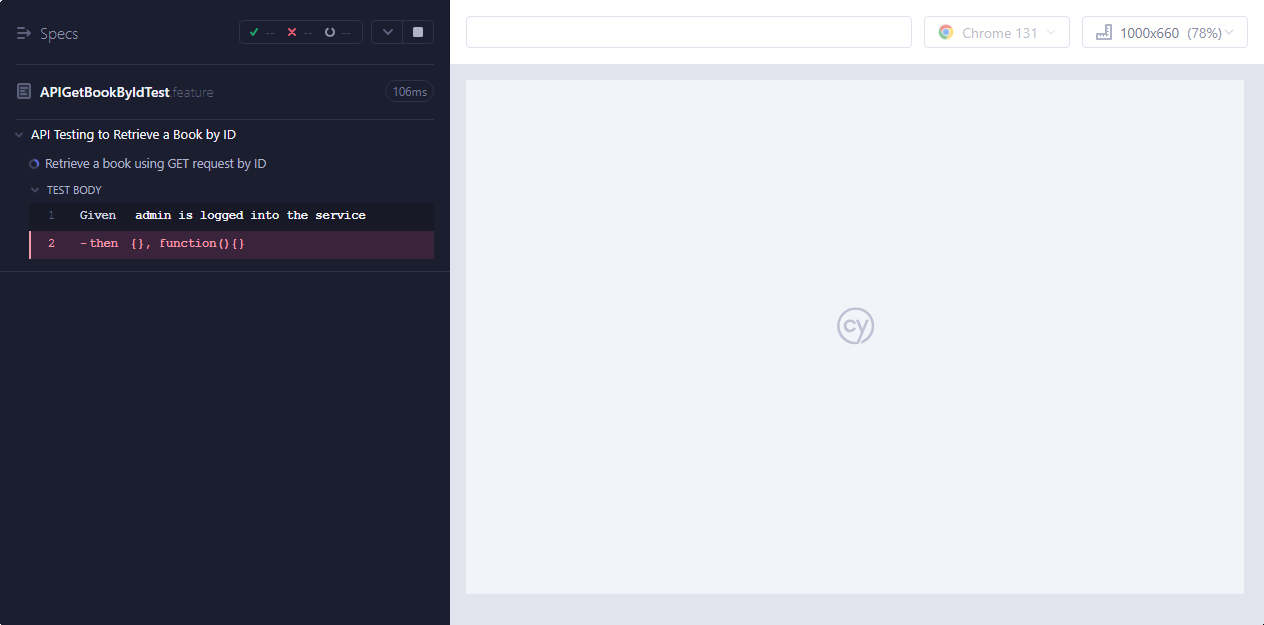 Specs
--
--
--
Chrome 131
1000x660 (78%)
APIGetBookByIdTest feature
106ms
API Testing to Retrieve a Book by ID
Retrieve a book using GET request by ID
TEST BODY
1 Given admin is logged into the service
2 -then {}, function(){}
cy